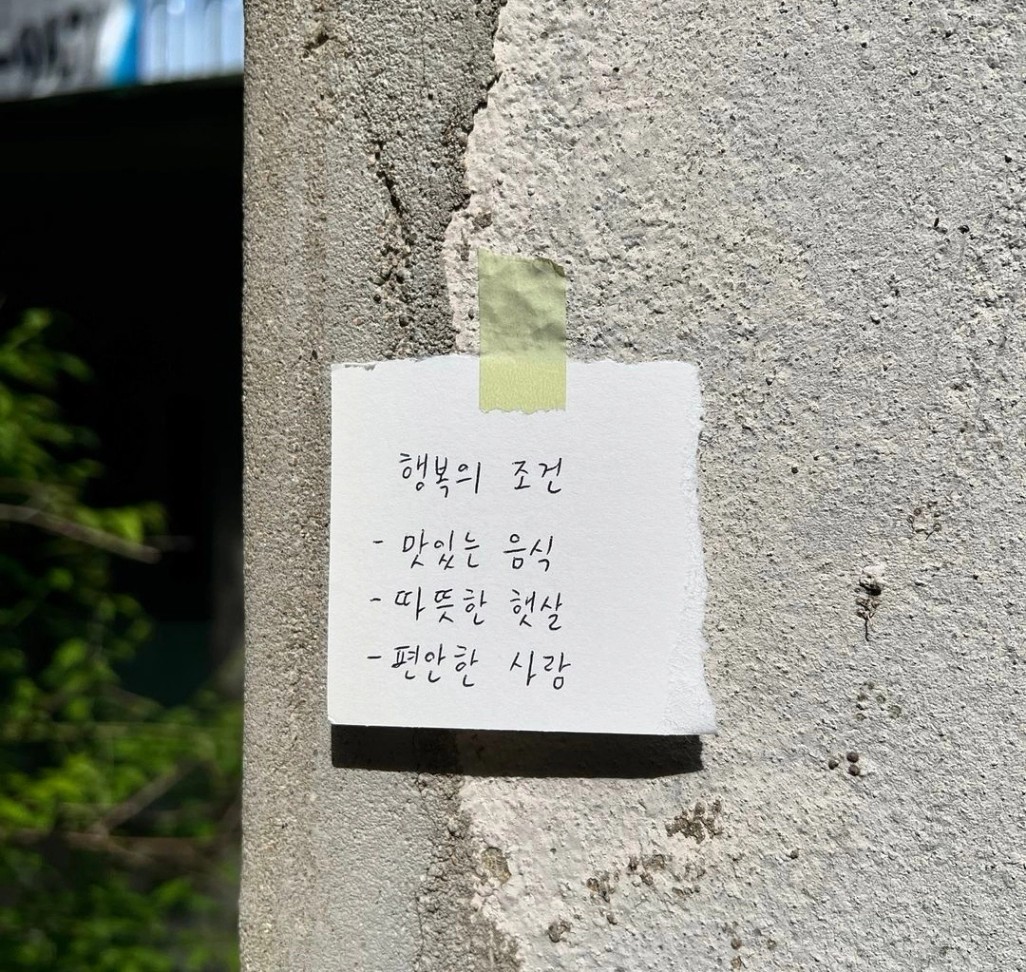 행복의 조건
- 맛있는 음식
- 따뜻한 햇살
- 편안한 사람